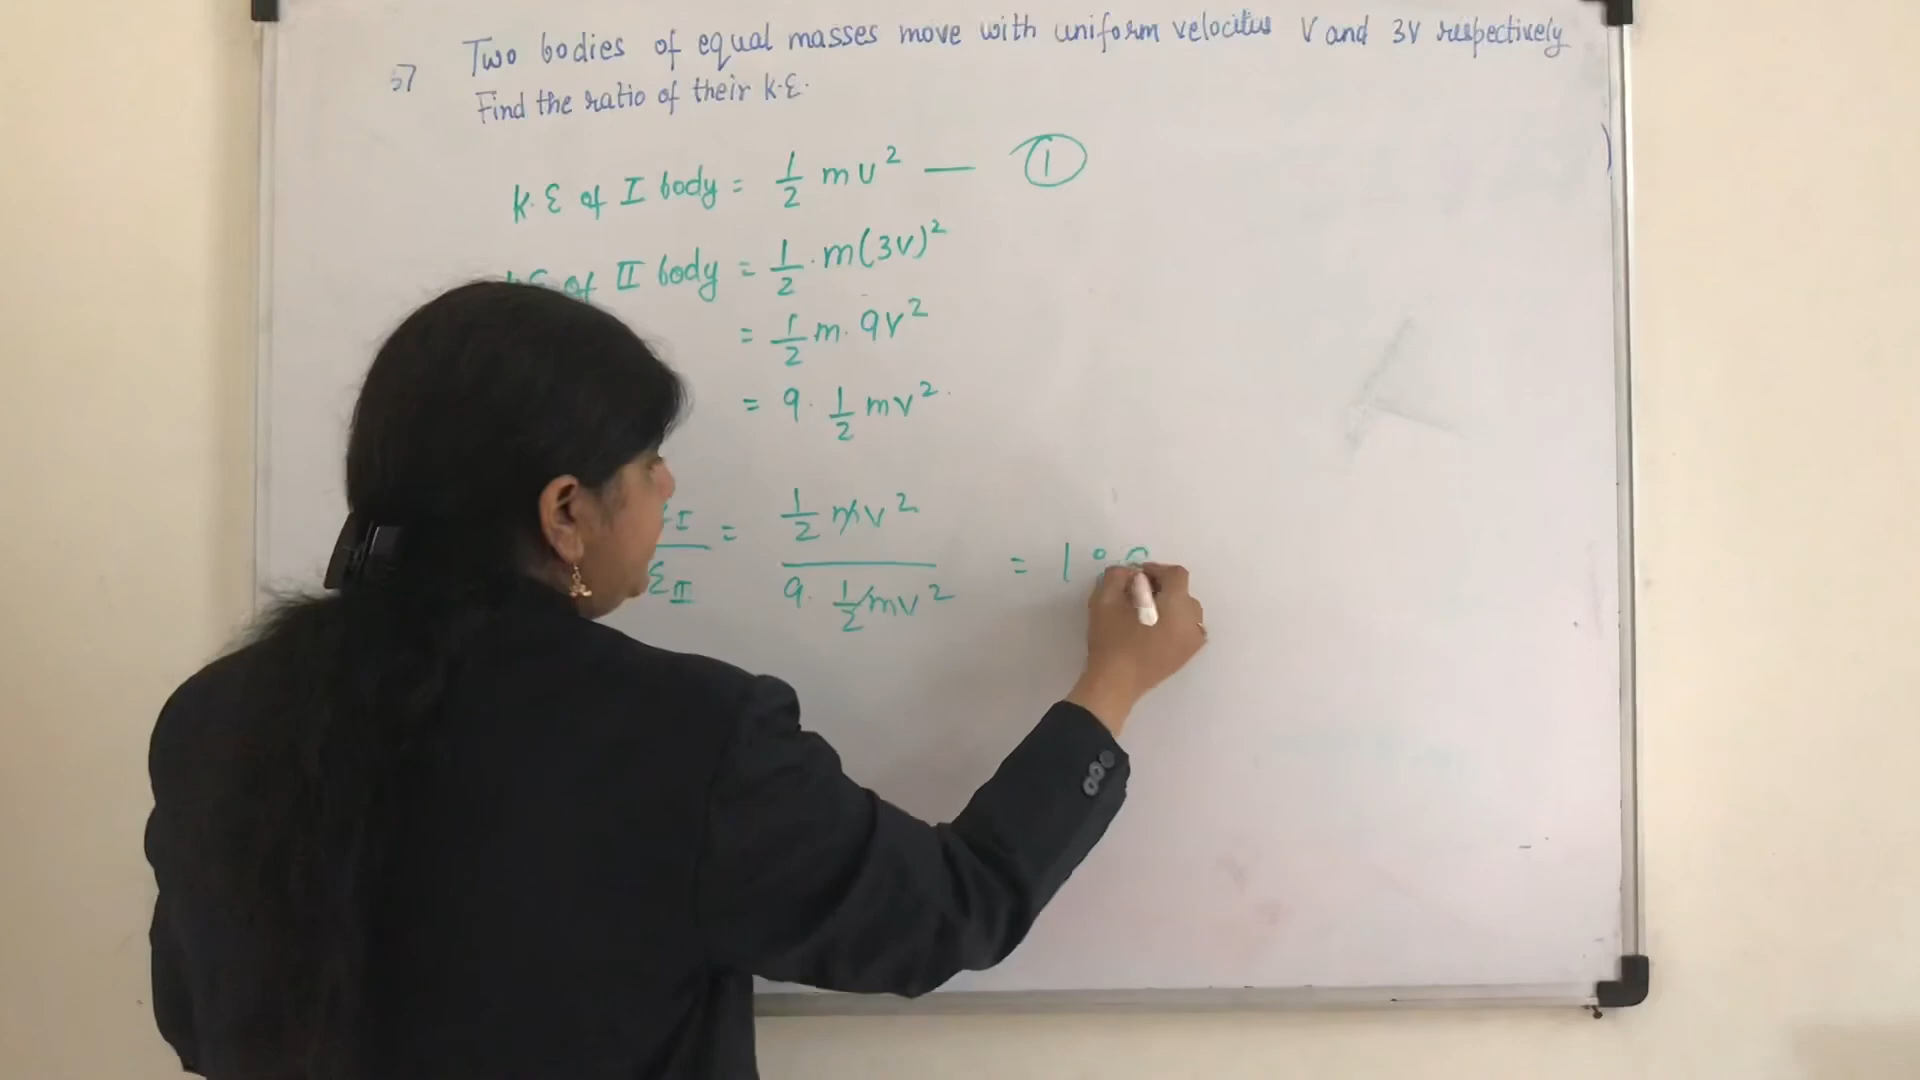 57 Two bodies of equal masses move with uniform velocities V and 3V respectively
Find the ratio of their K.E.
K.E of I body = 1/2 mv² — ①
of II body = 1/2 . m(3v)²
= 1/2 m. 9v²
= 9. 1/2 mv².
I / EII = 1/2 mv² / 9. 1/2 mv² = 1 :